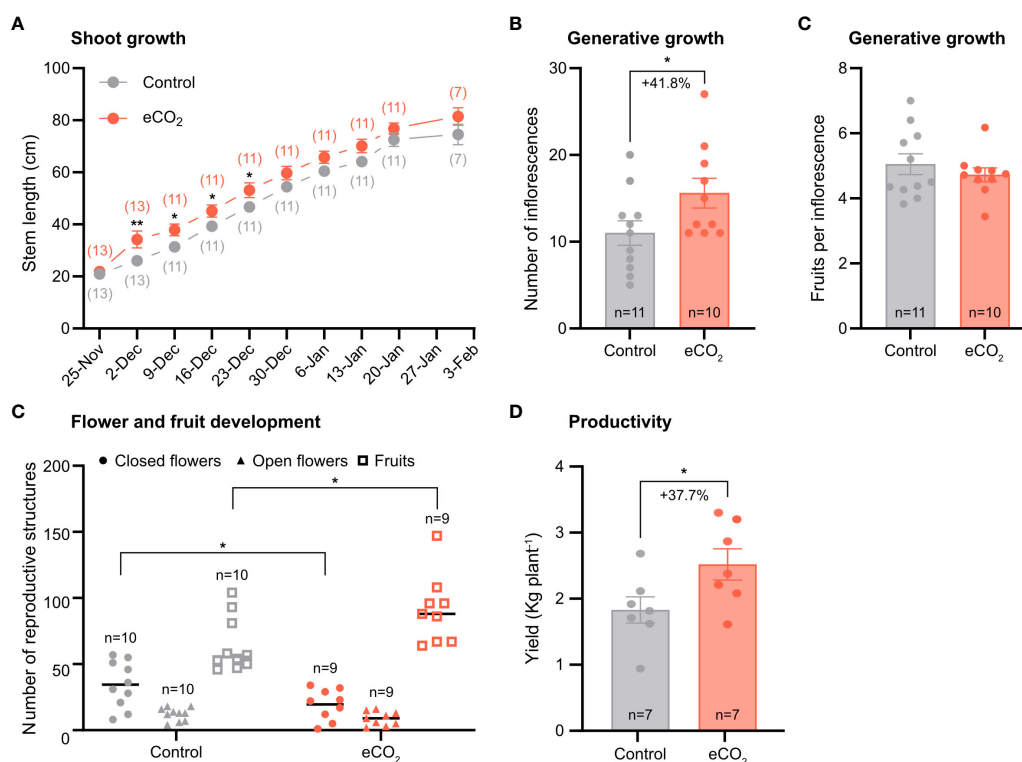 A
Shoot growth
Stem length (cm)
100
80
60
40
20
0
Control
eCO₂
(13)
(13)
(11)
(11)
(11)
(11)
(11)
(11)
(11)
(7)
**
*
*
*
(13)
(13)
(11)
(11)
(11)
(11)
(11)
(11)
(11)
(7)
25-Nov
2-Dec
9-Dec
16-Dec
23-Dec
30-Dec
6-Jan
13-Jan
20-Jan
27-Jan
3-Feb
B
Generative growth
Number of inflorescences
30
20
10
0
*
+41.8%
n=11
n=10
Control
eCO₂
C
Generative growth
Fruits per inflorescence
8
6
4
2
0
n=11
n=10
Control
eCO₂
C
Flower and fruit development
Number of reproductive structures
200
150
100
50
0
Closed flowers
Open flowers
Fruits
*
*
n=10
n=10
n=10
n=9
n=9
n=9
Control
eCO₂
D
Productivity
Yield (Kg plant⁻¹)
4
3
2
1
0
*
+37.7%
n=7
n=7
Control
eCO₂